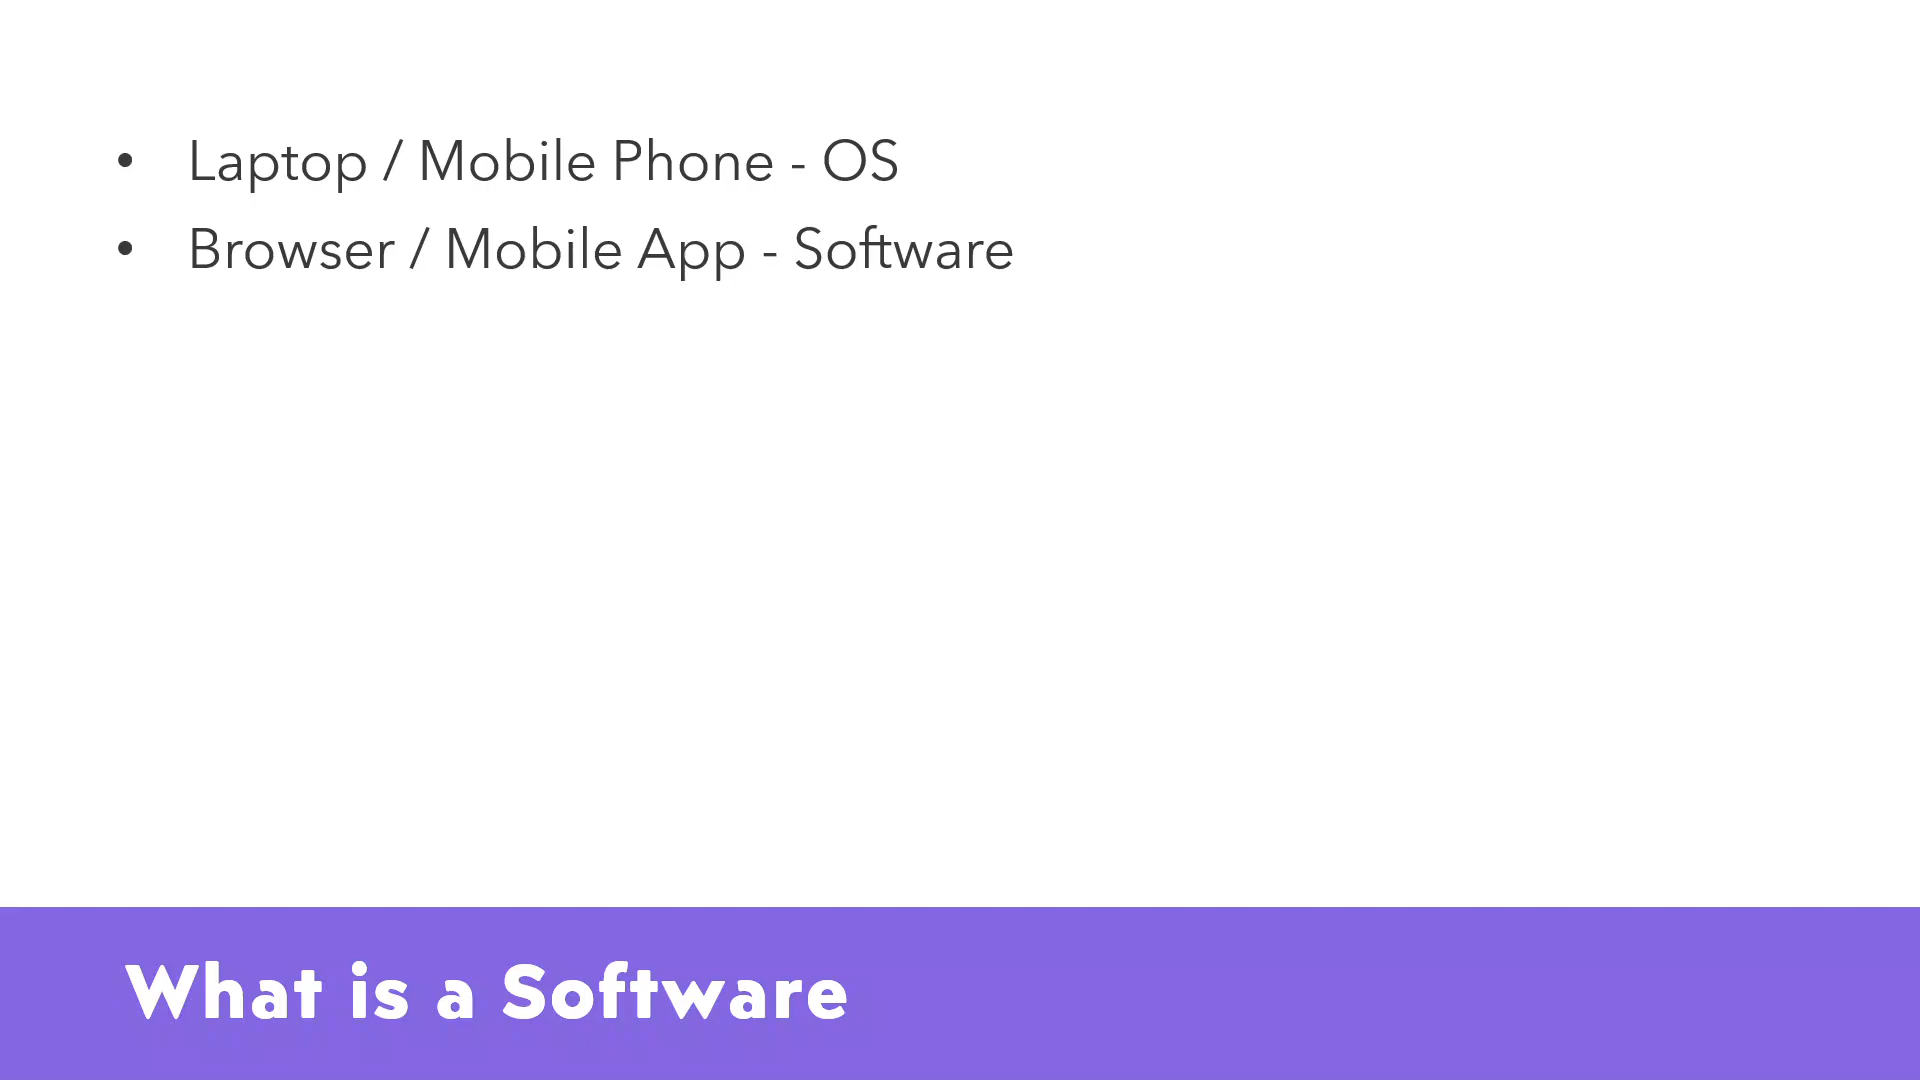 • Laptop / Mobile Phone - OS
• Browser / Mobile App - Software
What is a Software